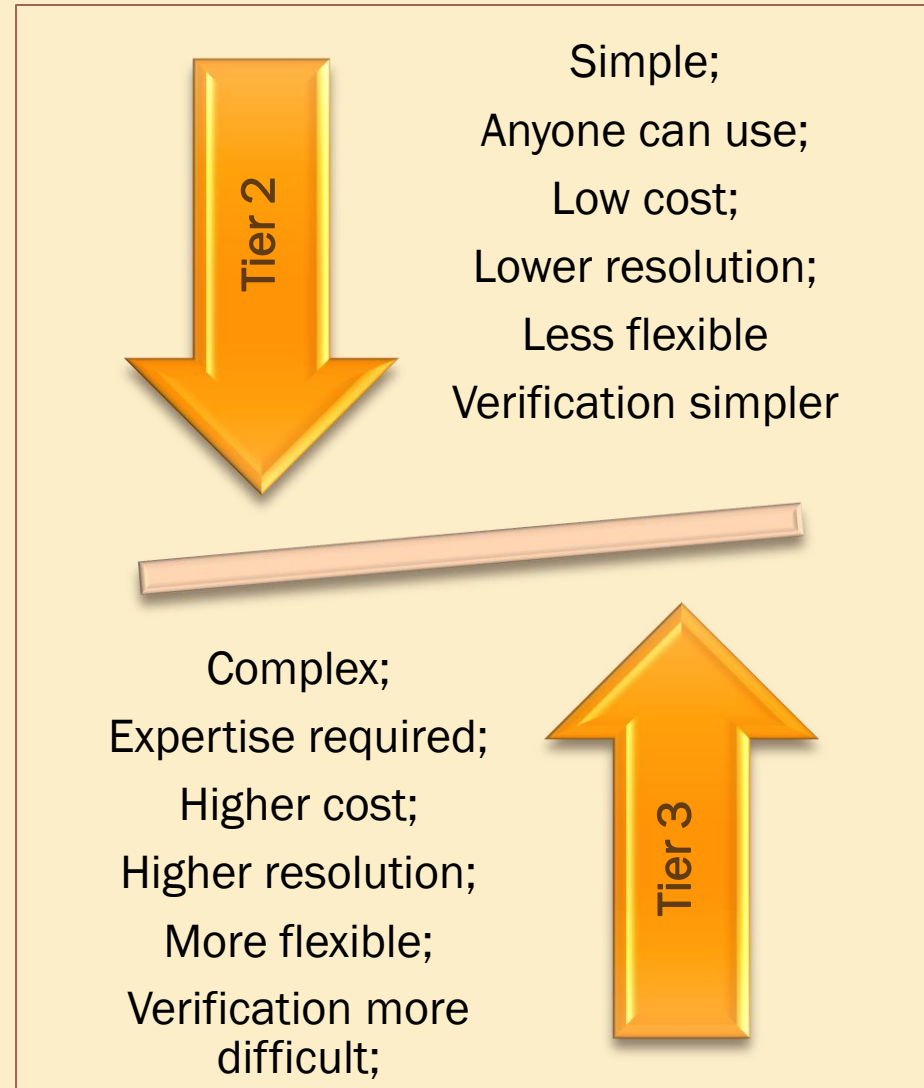 Tier 2
Simple;
Anyone can use;
Low cost;
Lower resolution;
Less flexible
Verification simpler
Complex;
Expertise required;
Higher cost;
Higher resolution;
More flexible;
Verification more
difficult;
Tier 3